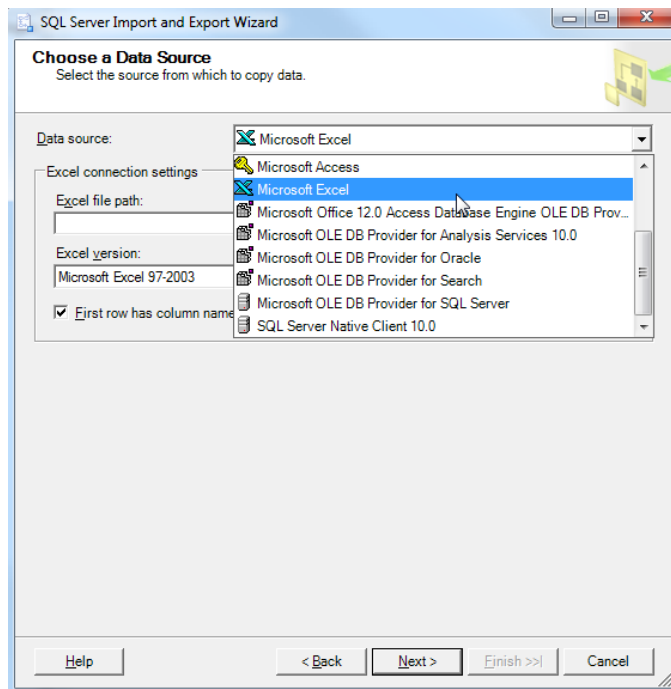 SQL Server Import and Export Wizard
Choose a Data Source
Select the source from which to copy data.
Data source:
Microsoft Excel
Microsoft Access
Excel connection settings
Microsoft Excel
Excel file path:
Microsoft Office 12.0 Access Database Engine OLE DB Prov...
Microsoft OLE DB Provider for Analysis Services 10.0
Excel version:
Microsoft OLE DB Provider for Oracle
Microsoft Excel 97-2003
Microsoft OLE DB Provider for Search
Microsoft OLE DB Provider for SQL Server
First row has column name
SQL Server Native Client 10.0
Help
< Back
Next >
Finish >>|
Cancel